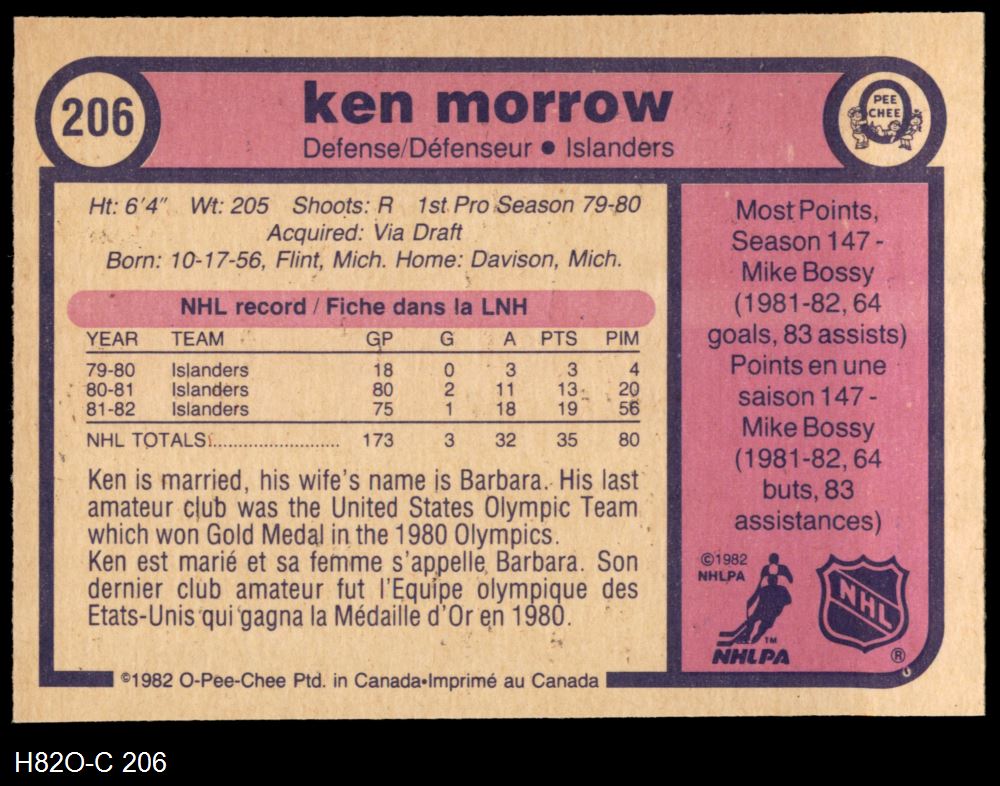 206
ken morrow
Defense/Défenseur • Islanders
PEE
CHEE
Ht: 6'4" Wt: 205 Shoots: R 1st Pro Season 79-80
Acquired: Via Draft
Born: 10-17-56, Flint, Mich. Home: Davison, Mich.
NHL record / Fiche dans la LNH
YEAR TEAM GP G A PTS PIM
79-80 Islanders 18 0 3 3 4
80-81 Islanders 80 2 11 13 20
81-82 Islanders 75 1 18 19 56
NHL TOTALS........................ 173 3 32 35 80
Ken is married, his wife's name is Barbara. His last
amateur club was the United States Olympic Team
which won Gold Medal in the 1980 Olympics.
Ken est marié et sa femme s'appelle Barbara. Son
dernier club amateur fut l'Equipe olympique des
Etats-Unis qui gagna la Médaille d'Or en 1980.
Most Points,
Season 147 -
Mike Bossy
(1981-82, 64
goals, 83 assists)
Points en une
saison 147 -
Mike Bossy
(1981-82, 64
buts, 83
assistances)
©1982
NHLPA
TM
NHLPA
NHL
®
©1982 O-Pee-Chee Ptd. in Canada•Imprimé au Canada
H82O-C 206